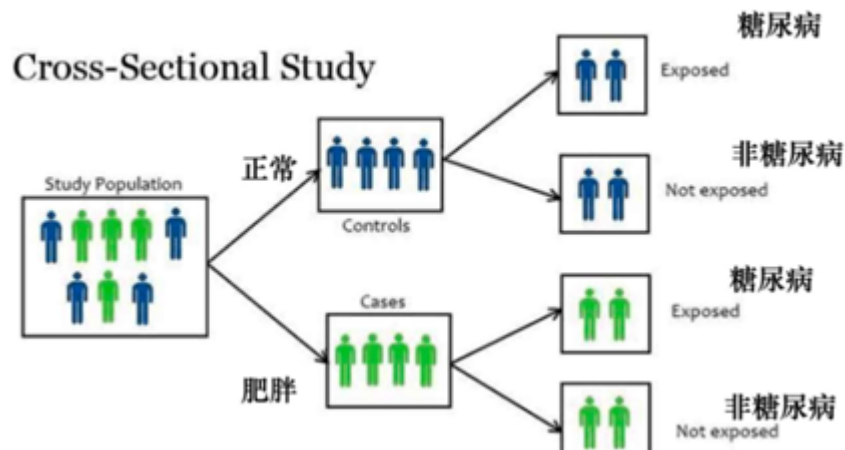 糖尿病
Cross-Sectional Study
Exposed
正常
非糖尿病
Study Population
Not exposed
Controls
糖尿病
Cases
Exposed
肥胖
非糖尿病
Not exposed